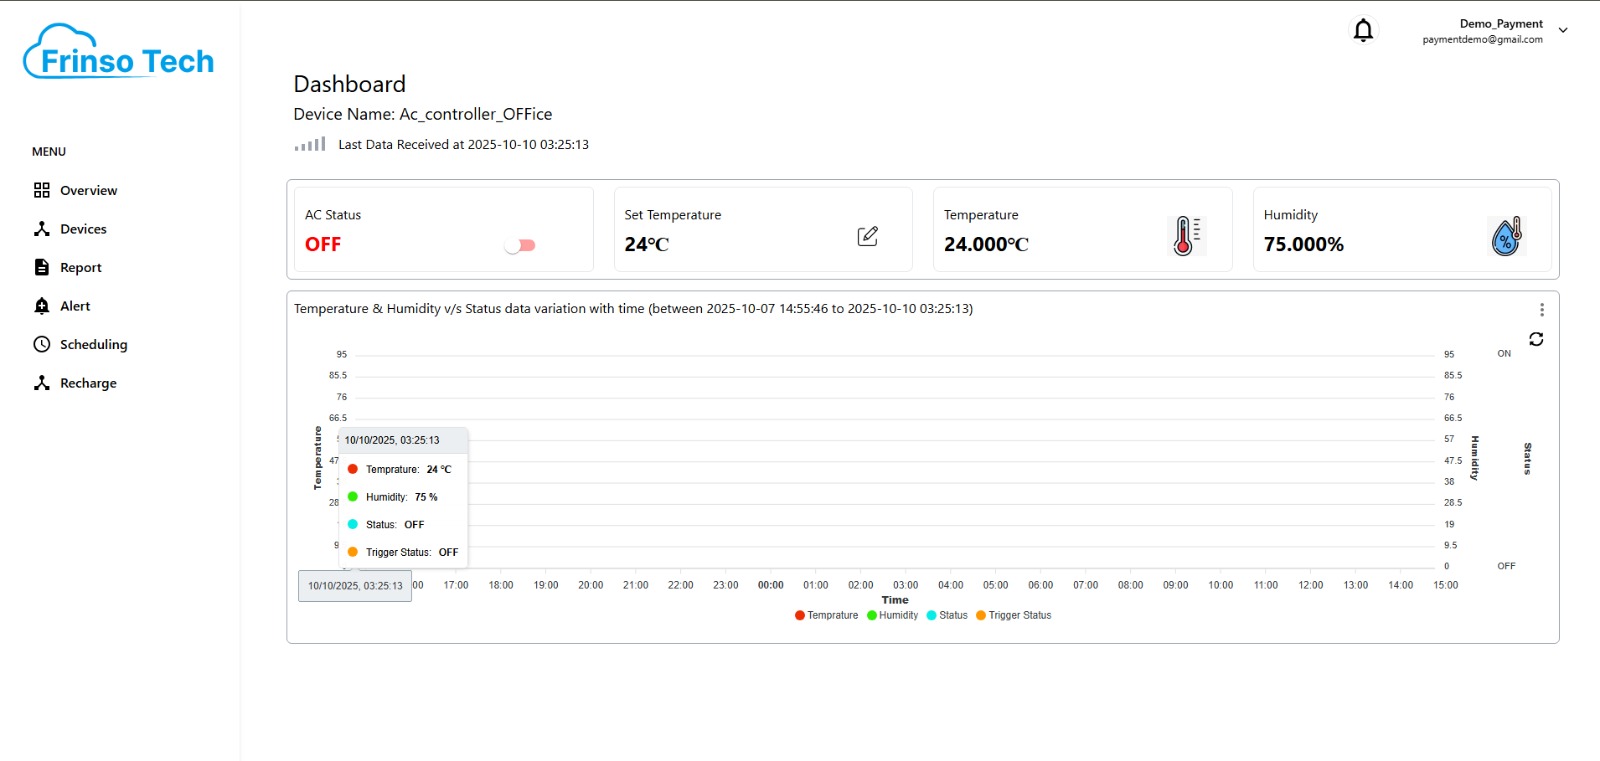 Frinso Tech
Demo_Payment
paymentdemo@gmail.com
Dashboard
Device Name: Ac_controller_OFFice
Last Data Received at 2025-10-10 03:25:13
MENU
Overview
Devices
Report
Alert
Scheduling
Recharge
AC Status
OFF
Set Temperature
24°C
Temperature
24.000°C
Humidity
75.000%
%
Temperature & Humidity v/s Status data variation with time (between 2025-10-07 14:55:46 to 2025-10-10 03:25:13)
95
85.5
76
66.5
47
28
9
Temperature
10/10/2025, 03:25:13
Temprature: 24 °C
Humidity: 75 %
Status: OFF
Trigger Status: OFF
10/10/2025, 03:25:13
00 17:00 18:00 19:00 20:00 21:00 22:00 23:00 00:00 01:00 02:00 03:00 04:00 05:00 06:00 07:00 08:00 09:00 10:00 11:00 12:00 13:00 14:00 15:00
95
85.5
76
66.5
57
47.5
38
28.5
19
9.5
0
Humidity
ON
OFF
Status
Time
Temprature Humidity Status Trigger Status